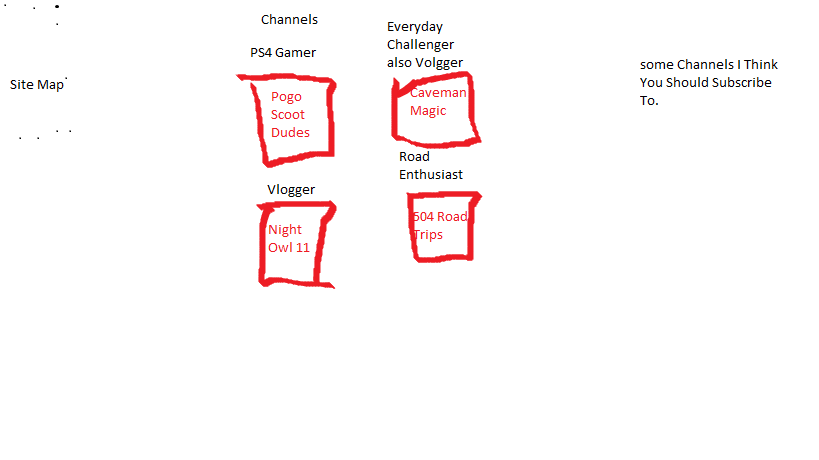 Channels
PS4 Gamer
Everyday
Challenger
also Volgger
Site Map
Pogo
Scoot
Dudes
Caveman
Magic
some Channels I Think
You Should Subscribe
To.
Vlogger
Road
Enthusiast
Night
Owl 11
504 Road
Trips